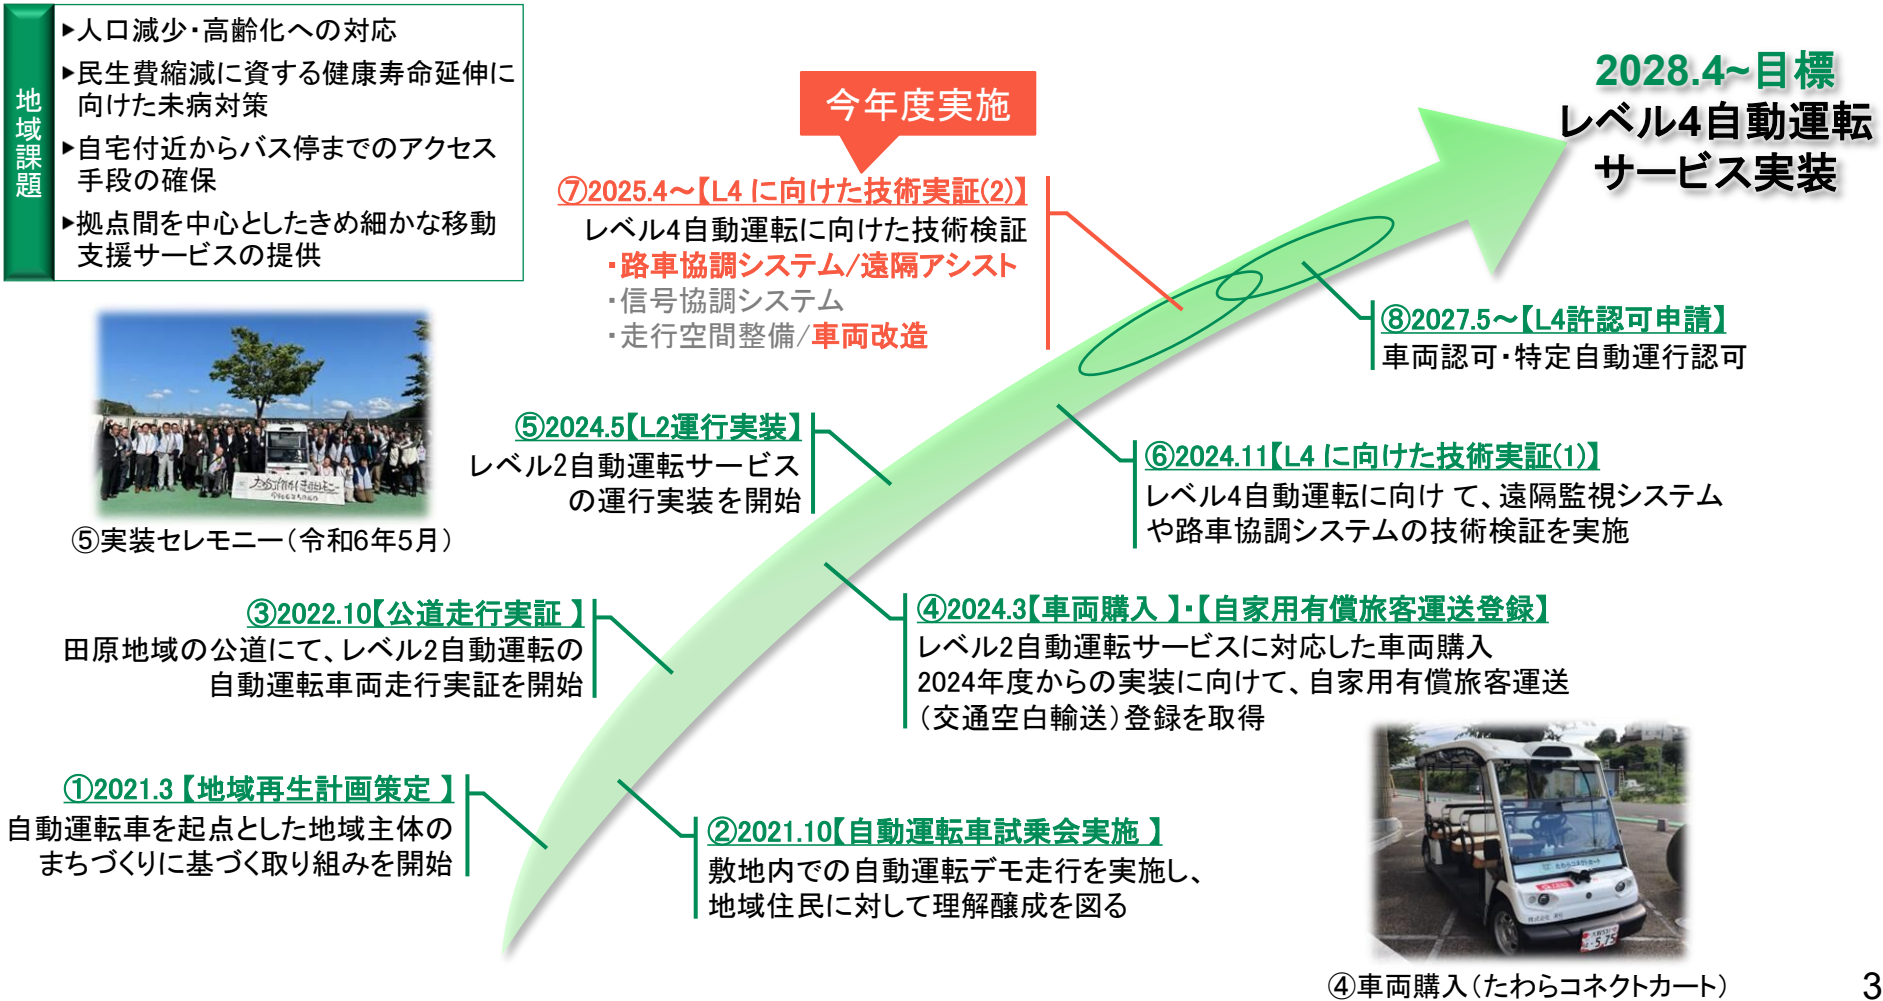 地域課題
▶人口減少・高齢化への対応
▶民生費縮減に資する健康寿命延伸に
向けた未病対策
▶自宅付近からバス停までのアクセス
手段の確保
▶拠点間を中心としたきめ細かな移動
支援サービスの提供
2028.4~目標
レベル4自動運転
サービス実装
今年度実施
⑦2025.4～【L4 に向けた技術実証(2)】
レベル4自動運転に向けた技術検証
・路車協調システム/遠隔アシスト
・信号協調システム
・走行空間整備/車両改造
⑧2027.5～【L4許認可申請】
車両認可・特定自動運行認可
⑤2024.5【L2運行実装】
レベル2自動運転サービス
の運行実装を開始
⑥2024.11【L4 に向けた技術実証(1)】
レベル4自動運転に向け て、遠隔監視システム
や路車協調システムの技術検証を実施
⑤実装セレモニー（令和6年5月）
③2022.10【公道走行実証 】
田原地域の公道にて、レベル2自動運転の
自動運転車両走行実証を開始
④2024.3【車両購入 】・【自家用有償旅客運送登録】
レベル2自動運転サービスに対応した車両購入
2024年度からの実装に向けて、自家用有償旅客運送
（交通空白輸送）登録を取得
①2021.3 【地域再生計画策定 】
自動運転車を起点とした地域主体の
まちづくりに基づく取り組みを開始
②2021.10【自動運転車試乗会実施 】
敷地内での自動運転デモ走行を実施し、
地域住民に対して理解醸成を図る
たわらコネクトカート
5.75
④車両購入（たわらコネクトカート）
3